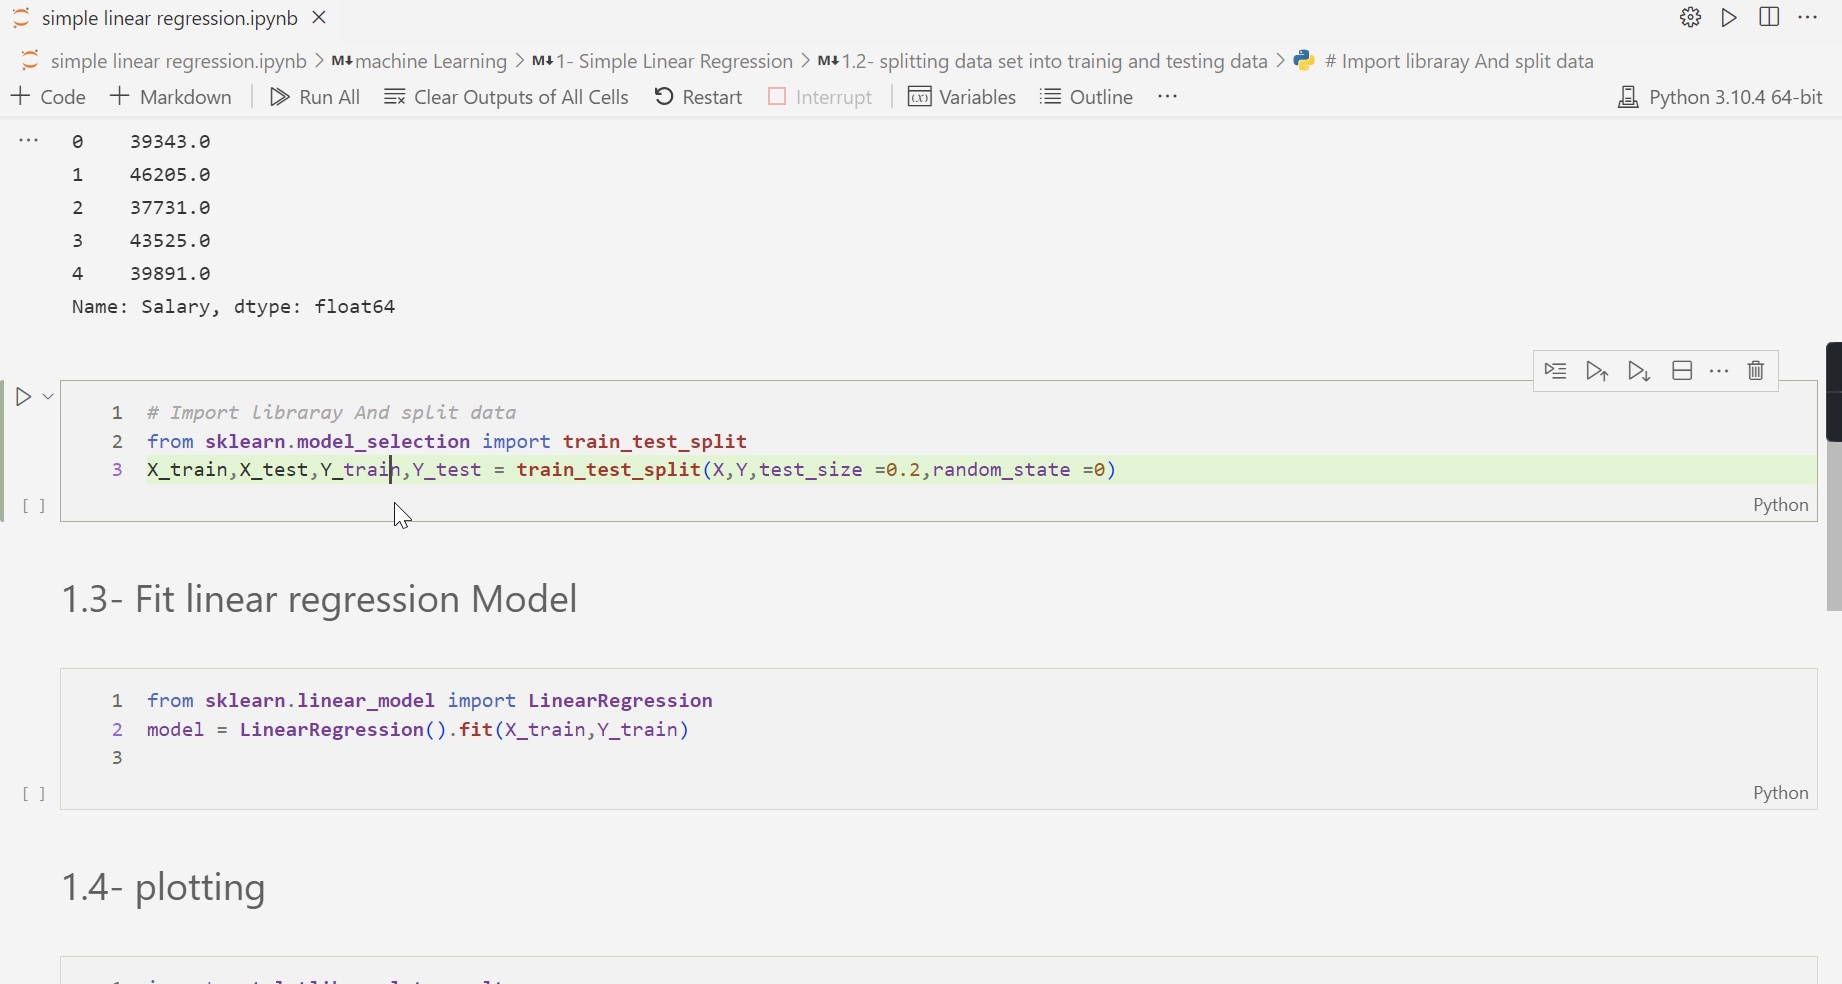 simple linear regression.ipynb
simple linear regression.ipynb > M↓ machine Learning > M↓ 1- Simple Linear Regression > M↓ 1.2- splitting data set into trainig and testing data > # Import libraray And split data
+ Code + Markdown Run All Clear Outputs of All Cells Restart Interrupt Variables Outline ... Python 3.10.4 64-bit
... 0 39343.0
1 46205.0
2 37731.0
3 43525.0
4 39891.0
Name: Salary, dtype: float64
1 # Import libraray And split data
2 from sklearn.model_selection import train_test_split
3 X_train,X_test,Y_train,Y_test = train_test_split(X,Y,test_size =0.2,random_state =0)
[ ] Python
1.3- Fit linear regression Model
1 from sklearn.linear_model import LinearRegression
2 model = LinearRegression().fit(X_train,Y_train)
3
[ ] Python
1.4- plotting